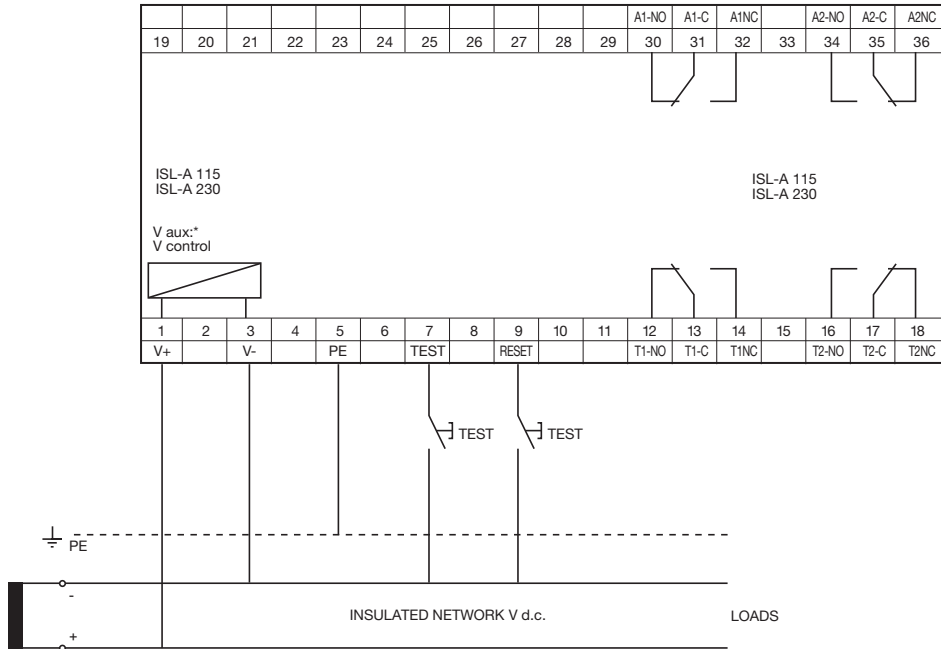 A1-NO A1-C A1NC A2-NO A2-C A2NC
19 20 21 22 23 24 25 26 27 28 29 30 31 32 33 34 35 36
ISL-A 115
ISL-A 230
ISL-A 115
ISL-A 230
V aux:*
V control
1 2 3 4 5 6 7 8 9 10 11 12 13 14 15 16 17 18
V+ V- PE TEST RESET T1-NO T1-C T1NC T2-NO T2-C T2NC
TEST TEST
PE
-
INSULATED NETWORK V d.c. LOADS
+